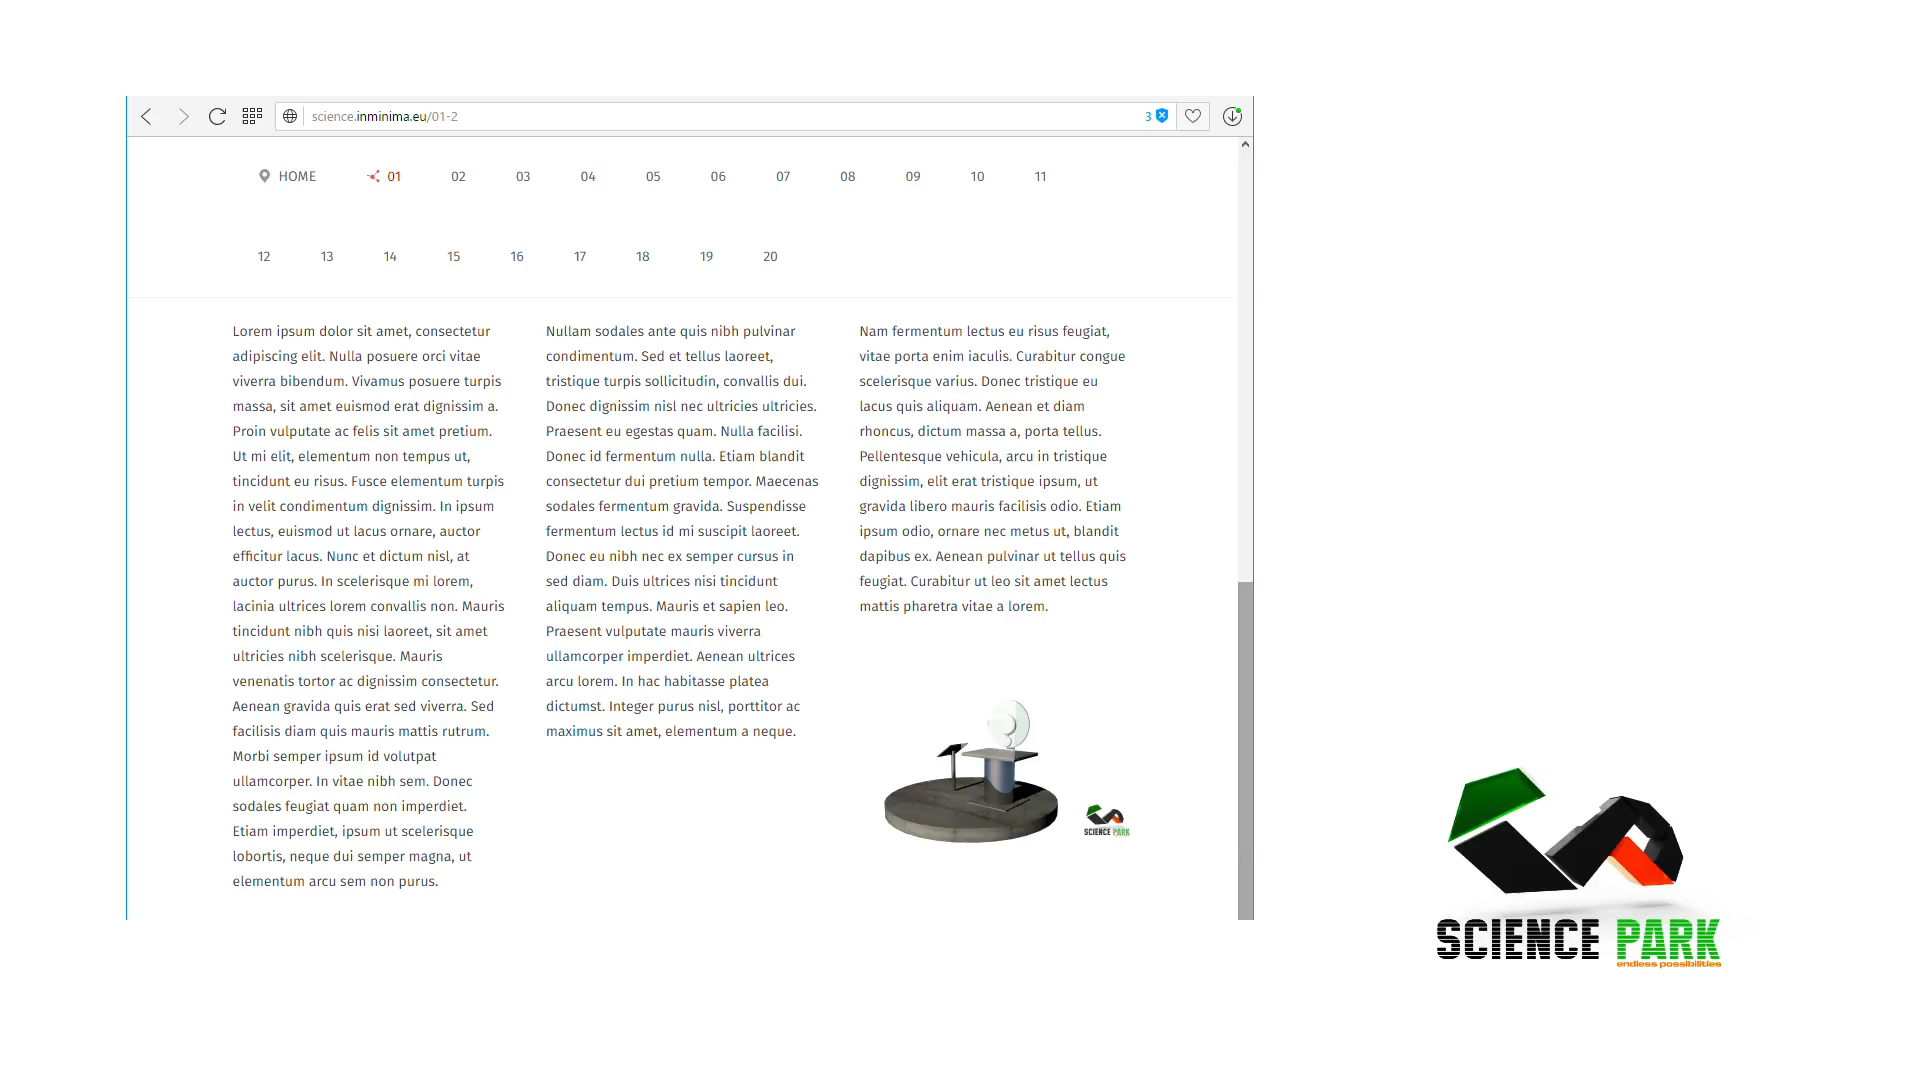 science.inminima.eu/01-2
3
HOME 01 02 03 04 05 06 07 08 09 10 11
12 13 14 15 16 17 18 19 20
Lorem ipsum dolor sit amet, consectetur
adipiscing elit. Nulla posuere orci vitae
viverra bibendum. Vivamus posuere turpis
massa, sit amet euismod erat dignissim a.
Proin vulputate ac felis sit amet pretium.
Ut mi elit, elementum non tempus ut,
tincidunt eu risus. Fusce elementum turpis
in velit condimentum dignissim. In ipsum
lectus, euismod ut lacus ornare, auctor
efficitur lacus. Nunc et dictum nisl, at
auctor purus. In scelerisque mi lorem,
lacinia ultrices lorem convallis non. Mauris
tincidunt nibh quis nisi laoreet, sit amet
ultricies nibh scelerisque. Mauris
venenatis tortor ac dignissim consectetur.
Aenean gravida quis erat sed viverra. Sed
facilisis diam quis mauris mattis rutrum.
Morbi semper ipsum id volutpat
ullamcorper. In vitae nibh sem. Donec
sodales feugiat quam non imperdiet.
Etiam imperdiet, ipsum ut scelerisque
lobortis, neque dui semper magna, ut
elementum arcu sem non purus.
Nullam sodales ante quis nibh pulvinar
condimentum. Sed et tellus laoreet,
tristique turpis sollicitudin, convallis dui.
Donec dignissim nisl nec ultricies ultricies.
Praesent eu egestas quam. Nulla facilisi.
Donec id fermentum nulla. Etiam blandit
consectetur dui pretium tempor. Maecenas
sodales fermentum gravida. Suspendisse
fermentum lectus id mi suscipit laoreet.
Donec eu nibh nec ex semper cursus in
sed diam. Duis ultrices nisi tincidunt
aliquam tempus. Mauris et sapien leo.
Praesent vulputate mauris viverra
ullamcorper imperdiet. Aenean ultrices
arcu lorem. In hac habitasse platea
dictumst. Integer purus nisl, porttitor ac
maximus sit amet, elementum a neque.
Nam fermentum lectus eu risus feugiat,
vitae porta enim iaculis. Curabitur congue
scelerisque varius. Donec tristique eu
lacus quis aliquam. Aenean et diam
rhoncus, dictum massa a, porta tellus.
Pellentesque vehicula, arcu in tristique
dignissim, elit erat tristique ipsum, ut
gravida libero mauris facilisis odio. Etiam
ipsum odio, ornare nec metus ut, blandit
dapibus ex. Aenean pulvinar ut tellus quis
feugiat. Curabitur ut leo sit amet lectus
mattis pharetra vitae a lorem.
SCIENCE PARK
SCIENCE PARK
endless possibilities